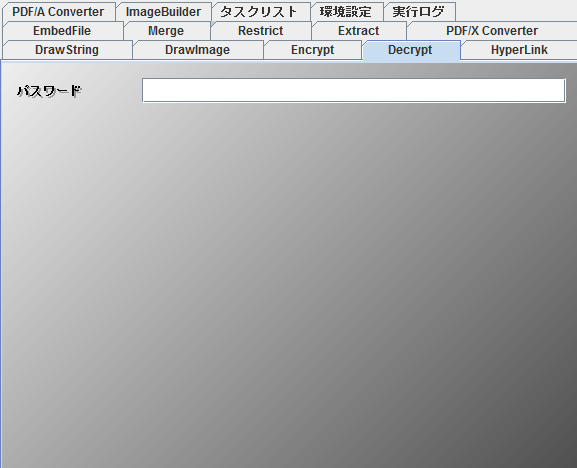 PDF/A Converter ImageBuilder タスクリスト 環境設定 実行ログ
EmbedFile Merge Restrict Extract PDF/X Converter
DrawString DrawImage Encrypt Decrypt HyperLink
パスワード